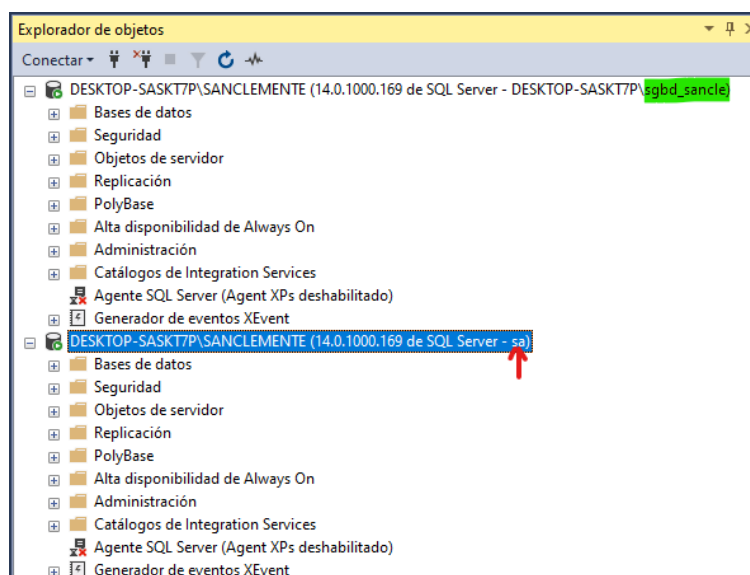 Explorador de objetos
Conectar
DESKTOP-SASKT7P\SANCLEMENTE (14.0.1000.169 de SQL Server - DESKTOP-SASKT7P\sgbd_sancle)
Bases de datos
Seguridad
Objetos de servidor
Replicación
PolyBase
Alta disponibilidad de Always On
Administración
Catálogos de Integration Services
Agente SQL Server (Agent XPs deshabilitado)
Generador de eventos XEvent
DESKTOP-SASKT7P\SANCLEMENTE (14.0.1000.169 de SQL Server - sa)
Bases de datos
Seguridad
Objetos de servidor
Replicación
PolyBase
Alta disponibilidad de Always On
Administración
Catálogos de Integration Services
Agente SQL Server (Agent XPs deshabilitado)
Generador de eventos XEvent